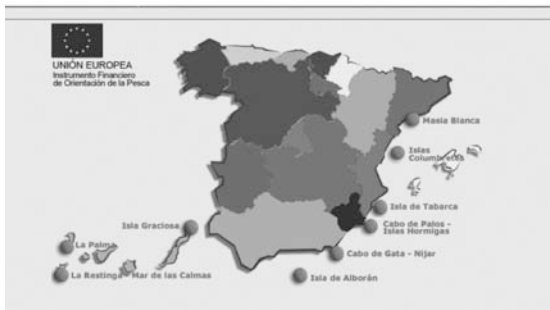 UNIÓN EUROPEA
Instrumento Financiero
de Orientación de la Pesca
Masia Blanca
Islas
Columbretes
Isla de Tabarca
Isla Graciosa
Cabo de Palos -
Islas Hormigas
La Palma
Cabo de Gata - Nijar
La Restinga - Mar de las Calmas
Isla de Alborán